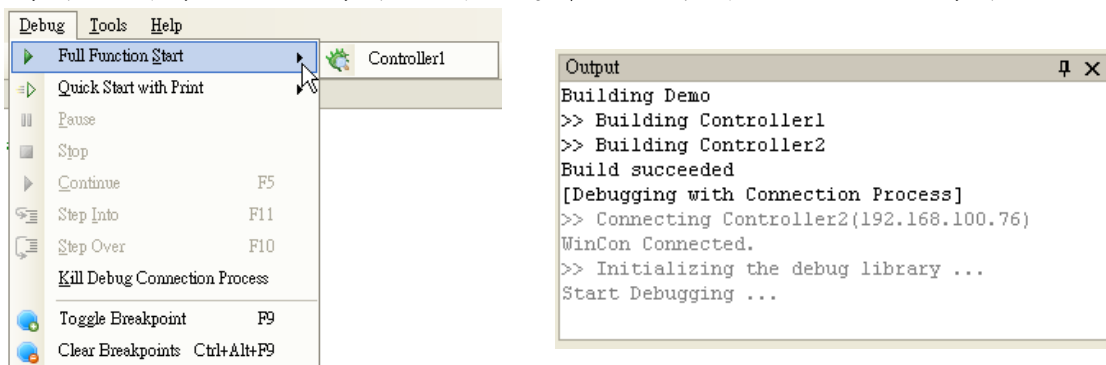 Debug Tools Help
Full Function Start
Controller1
Quick Start with Print
Pause
Stop
Continue F5
Step Into F11
Step Over F10
Kill Debug Connection Process
Toggle Breakpoint F9
Clear Breakpoints Ctrl+Alt+F9
Output
Building Demo
>> Building Controller1
>> Building Controller2
Build succeeded
[Debugging with Connection Process]
>> Connecting Controller2(192.168.100.76)
WinCon Connected.
>> Initializing the debug library ...
Start Debugging ...